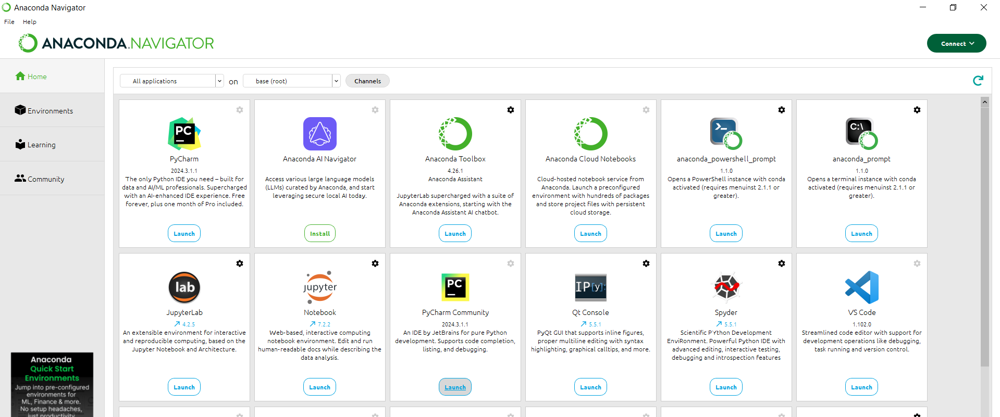 Anaconda Navigator
File Help
ANACONDA.NAVIGATOR
Connect
Home
Environments
Learning
Community
Anaconda
Quick Start
Environments
Jump into pre-configured
environments for
ML, Finance & more.
No setup headaches,
just productivity
All applications on base (root) Channels
PC
PyCharm
2024.3.1.1
The only Python IDE you need – built for
data and AI/ML professionals. Supercharged
with an AI-enhanced IDE experience. Free
forever, plus one month of Pro included.
Launch
Anaconda AI Navigator
Access various large language models
(LLMs) curated by Anaconda, and start
leveraging secure local AI today.
Install
Anaconda Toolbox
4.26.1
Anaconda Assistant
JupyterLab supercharged with a suite of
Anaconda extensions, starting with the
Anaconda Assistant AI chatbot.
Launch
Anaconda Cloud Notebooks
Cloud-hosted notebook service from
Anaconda. Launch a preconfigured
environment with hundreds of packages
and store project files with persistent
cloud storage.
Launch
anaconda_powershell_prompt
1.1.0
Opens a PowerShell instance with conda
activated (requires menuinst 2.1.1 or
greater).
Launch
C:\
anaconda_prompt
1.1.0
Opens a terminal instance with conda
activated (requires menuinst 2.1.1 or
greater).
Launch
lab
JupyterLab
4.2.5
An extensible environment for interactive
and reproducible computing, based on the
Jupyter Notebook and Architecture.
Launch
jupyter
Notebook
7.2.2
Web-based, interactive computing
notebook environment. Edit and run
human-readable docs while describing the
data analysis.
Launch
PC
PyCharm Community
2024.3.1.1
An IDE by JetBrains for pure Python
development. Supports code completion,
listing, and debugging.
Launch
IP[y]:
Qt Console
5.5.1
PyQt GUI that supports inline figures,
proper multiline editing with syntax
highlighting, graphical calltips, and more.
Launch
Spyder
5.5.1
Scientific PYthon Development
EnviRonment. Powerful Python IDE with
advanced editing, interactive testing,
debugging and introspection features
Launch
VS Code
1.102.0
Streamlined code editor with support for
development operations like debugging,
task running and version control.
Launch